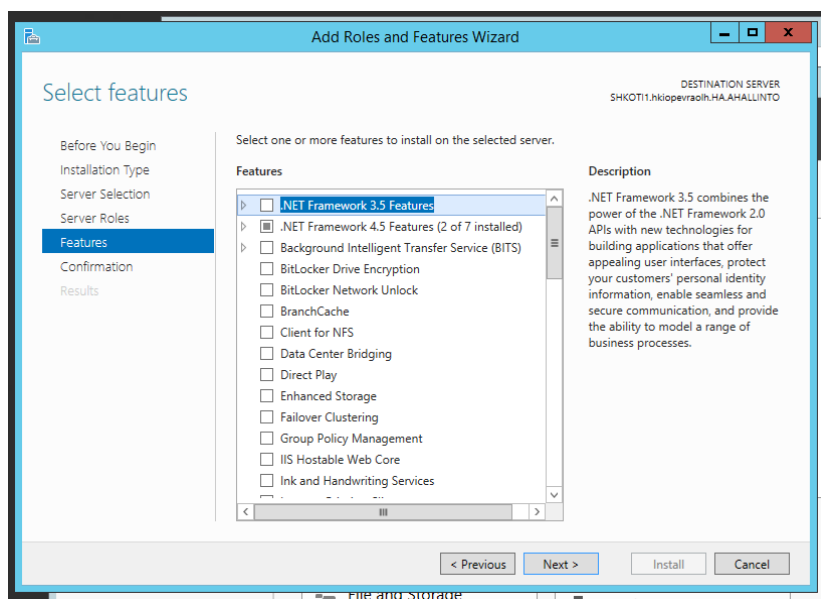 Add Roles and Features Wizard
Select features
DESTINATION SERVER
SHKOTI1.hkiopevraolh.HA.AHALLINTO
Before You Begin
Installation Type
Server Selection
Server Roles
Features
Confirmation
Results
Select one or more features to install on the selected server.
Features
.NET Framework 3.5 Features
.NET Framework 4.5 Features (2 of 7 installed)
Background Intelligent Transfer Service (BITS)
BitLocker Drive Encryption
BitLocker Network Unlock
BranchCache
Client for NFS
Data Center Bridging
Direct Play
Enhanced Storage
Failover Clustering
Group Policy Management
IIS Hostable Web Core
Ink and Handwriting Services
Description
.NET Framework 3.5 combines the
power of the .NET Framework 2.0
APIs with new technologies for
building applications that offer
appealing user interfaces, protect
your customers' personal identity
information, enable seamless and
secure communication, and provide
the ability to model a range of
business processes.
< Previous
Next >
Install
Cancel
File and Storage